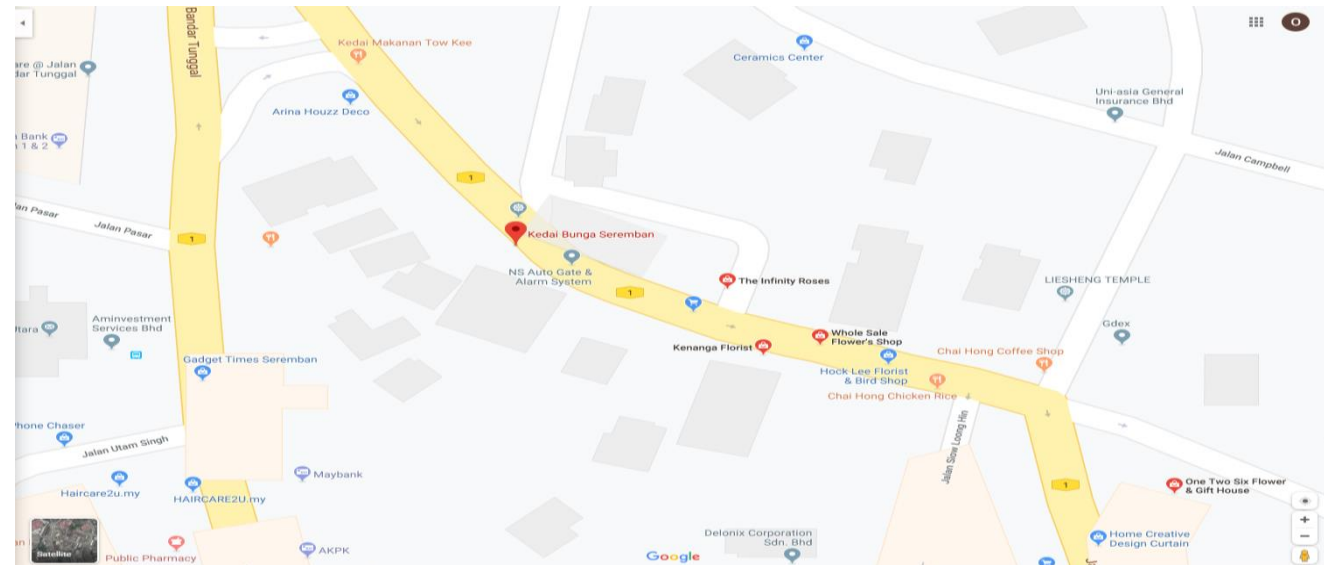 Bandar Tunggal
Kedai Makanan Tow Kee
Ceramics Center
O
are @ Jalan
dar Tunggal
Arina Houzz Deco
Uni-asia General
Insurance Bhd
Bank
1 & 2
Jalan Campbell
1
an Pasar
Jalan Pasar
1
Kedai Bunga Seremban
NS Auto Gate &
Alarm System
1
The Infinity Roses
LIESHENG TEMPLE
Aminvestment
Services Bhd
Itara
Gdex
Whole Sale
Flower's Shop
Kenanga Florist
Chai Hong Coffee Shop
Gadget Times Seremban
Hock Lee Florist
& Bird Shop
Chai Hong Chicken Rice
Phone Chaser
Jalan Utam Singh
Jalan Siow Loong Hin
Maybank
1
One Two Six Flower
& Gift House
Haircare2u.my
HAIRCARE2U.my
Delonix Corporation
Sdn. Bhd
Home Creative
Design Curtain
Satellite
Public Pharmacy
AKPK
Google